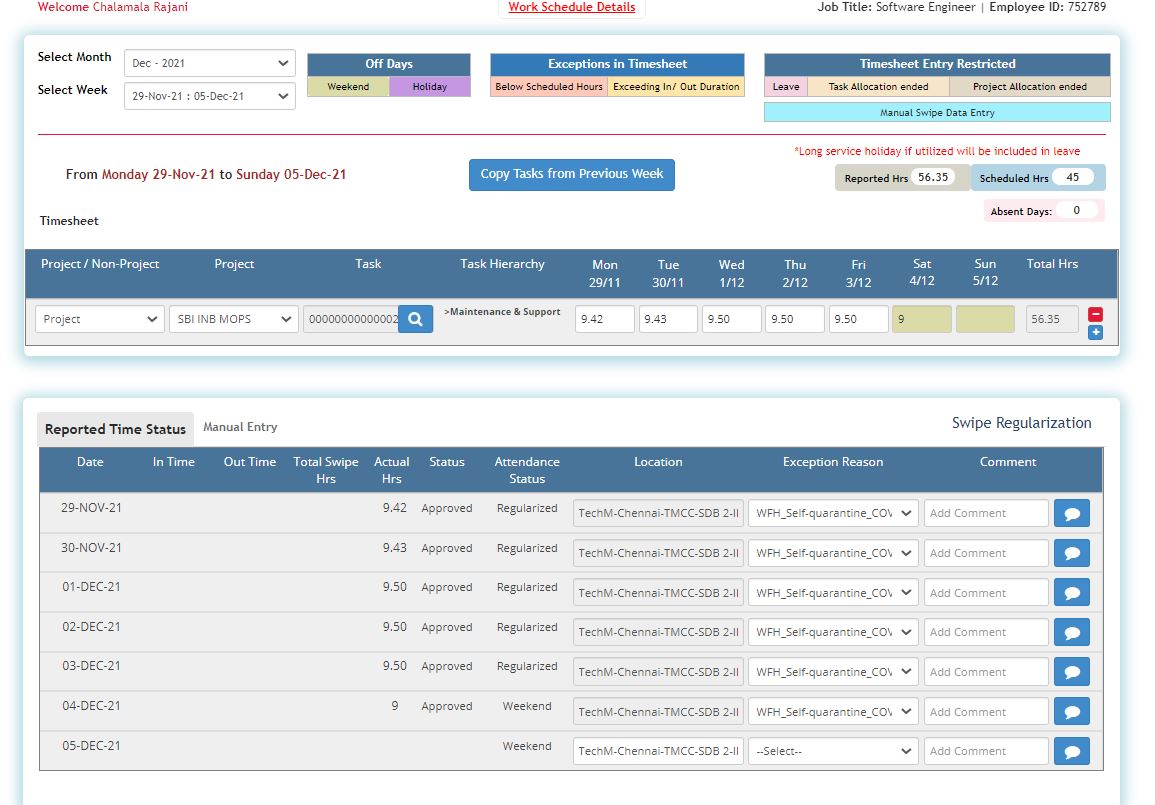 Welcome Chalamala Rajani
Work Schedule Details
Job Title: Software Engineer | Employee ID: 752789
Select Month
Dec - 2021
Select Week
29-Nov-21 : 05-Dec-21
Off Days
Weekend Holiday
Exceptions in Timesheet
Below Scheduled Hours Exceeding In/ Out Duration
Timesheet Entry Restricted
Leave Task Allocation ended Project Allocation ended
Manual Swipe Data Entry
*Long service holiday if utilized will be included in leave
From Monday 29-Nov-21 to Sunday 05-Dec-21
Copy Tasks from Previous Week
Reported Hrs 56.35 Scheduled Hrs 45
Absent Days: 0
Timesheet
Project / Non-Project Project Task Task Hierarchy Mon 29/11 Tue 30/11 Wed 1/12 Thu 2/12 Fri 3/12 Sat 4/12 Sun 5/12 Total Hrs
Project SBI INB MOPS 00000000000002 >Maintenance & Support 9.42 9.43 9.50 9.50 9.50 9 56.35
Reported Time Status Manual Entry Swipe Regularization
Date In Time Out Time Total Swipe Hrs Actual Hrs Status Attendance Status Location Exception Reason Comment
29-NOV-21 9.42 Approved Regularized TechM-Chennai-TMCC-SDB 2-II WFH_Self-quarantine_COV Add Comment
30-NOV-21 9.43 Approved Regularized TechM-Chennai-TMCC-SDB 2-II WFH_Self-quarantine_COV Add Comment
01-DEC-21 9.50 Approved Regularized TechM-Chennai-TMCC-SDB 2-II WFH_Self-quarantine_COV Add Comment
02-DEC-21 9.50 Approved Regularized TechM-Chennai-TMCC-SDB 2-II WFH_Self-quarantine_COV Add Comment
03-DEC-21 9.50 Approved Regularized TechM-Chennai-TMCC-SDB 2-II WFH_Self-quarantine_COV Add Comment
04-DEC-21 9 Approved Weekend TechM-Chennai-TMCC-SDB 2-II WFH_Self-quarantine_COV Add Comment
05-DEC-21 Weekend TechM-Chennai-TMCC-SDB 2-II --Select-- Add Comment